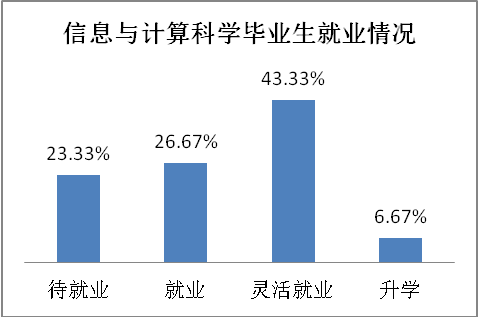 信息与计算科学毕业生就业情况
43.33%
26.67%
23.33%
6.67%
待就业 就业 灵活就业 升学